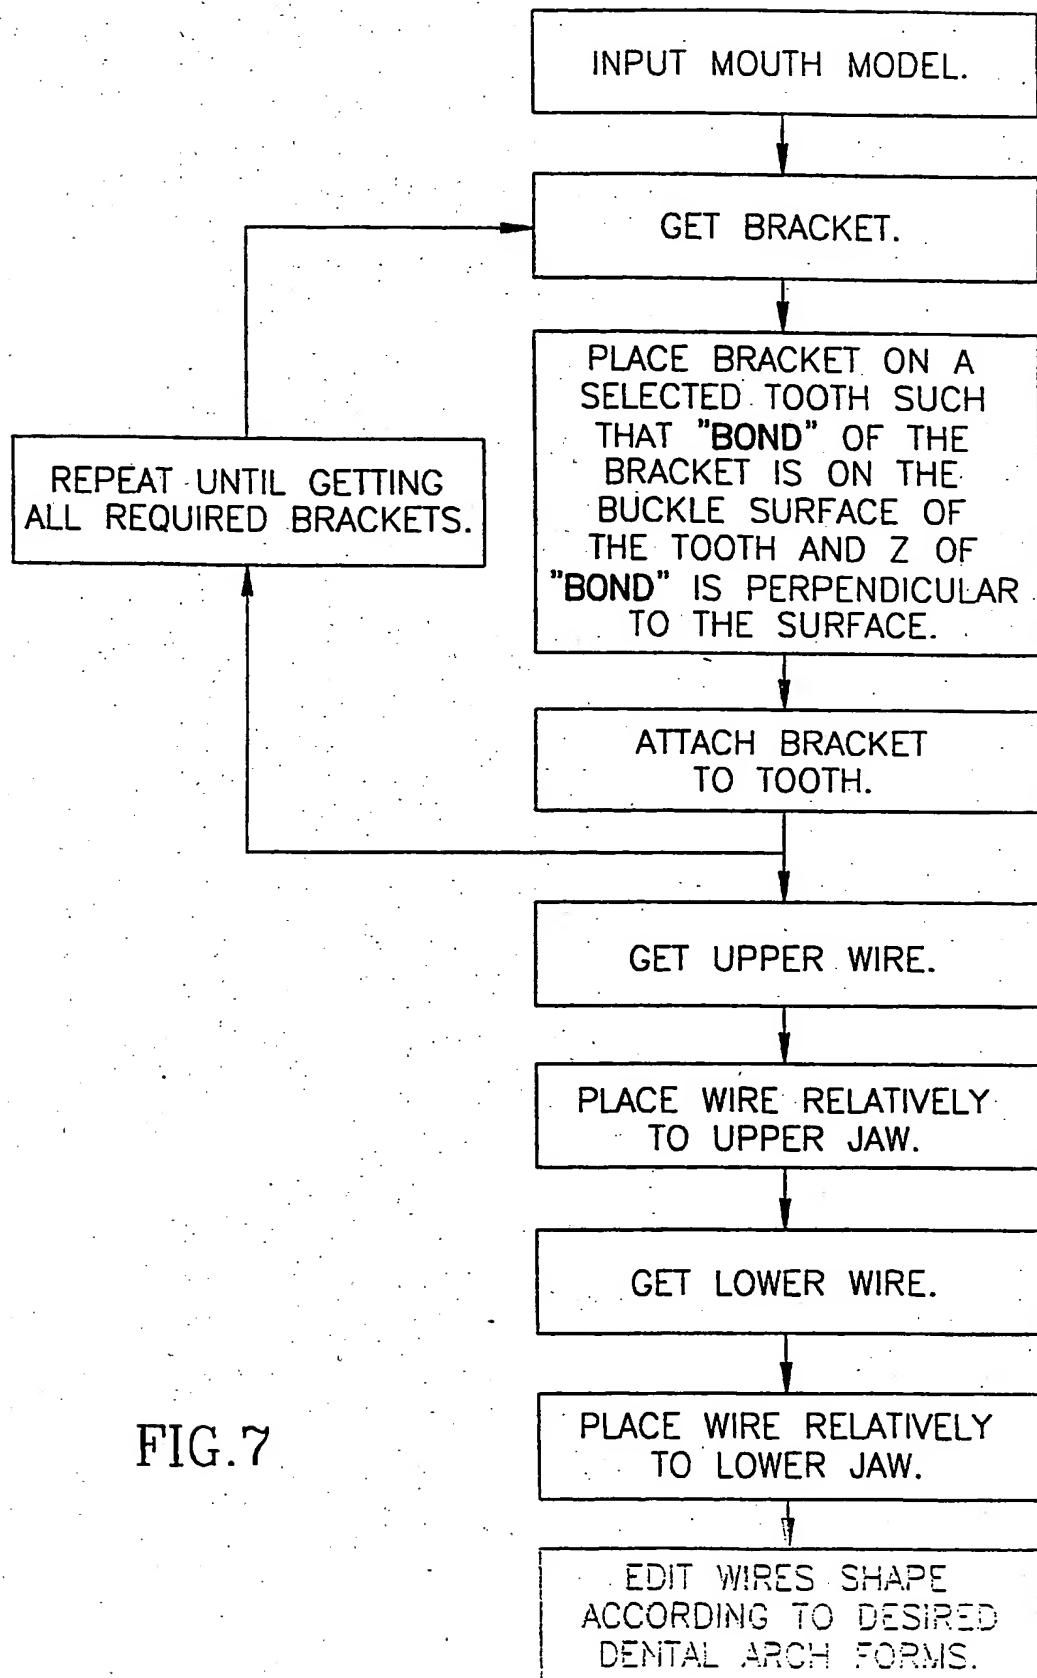 INPUT MOUTH MODEL.
GET BRACKET.
PLACE BRACKET ON A
SELECTED TOOTH SUCH
THAT "BOND" OF THE
BRACKET IS ON THE
BUCKLE SURFACE OF
THE TOOTH AND Z OF
"BOND" IS PERPENDICULAR
TO THE SURFACE.
REPEAT UNTIL GETTING
ALL REQUIRED BRACKETS.
ATTACH BRACKET
TO TOOTH.
GET UPPER WIRE.
PLACE WIRE RELATIVELY
TO UPPER JAW.
GET LOWER WIRE.
PLACE WIRE RELATIVELY
TO LOWER JAW.
EDIT WIRES SHAPE
ACCORDING TO DESIRED
DENTAL ARCH FORMS.
FIG.7